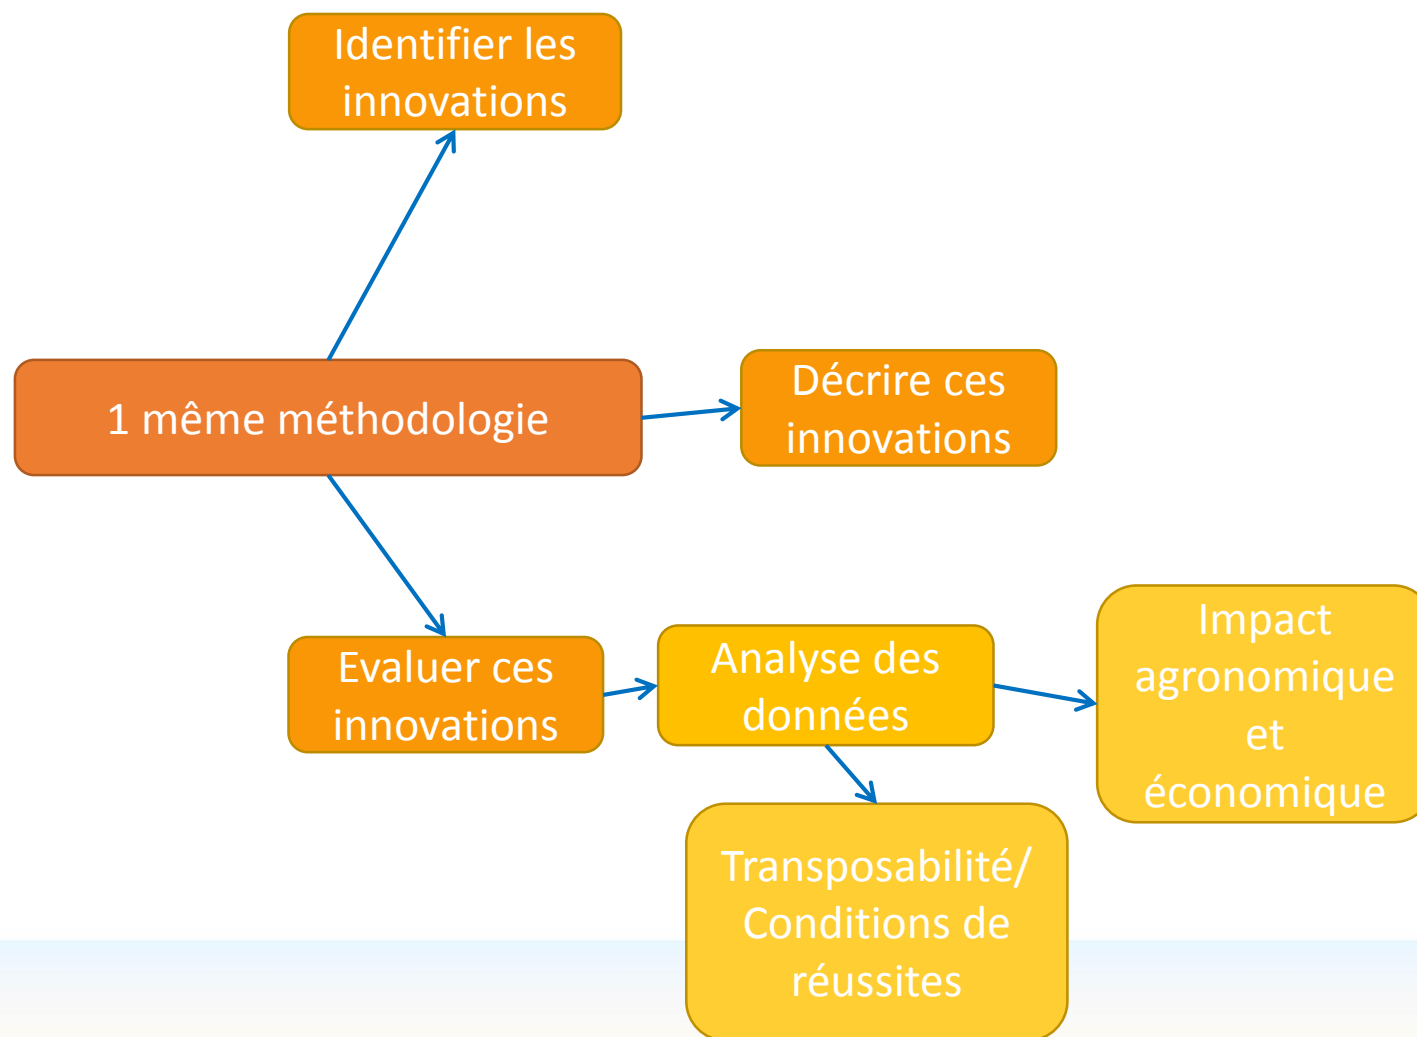 Identifier les
innovations
1 même méthodologie
Décrire ces
innovations
Evaluer ces
innovations
Analyse des
données
Impact
agronomique
et
économique
Transposabilité/
Conditions de
réussites